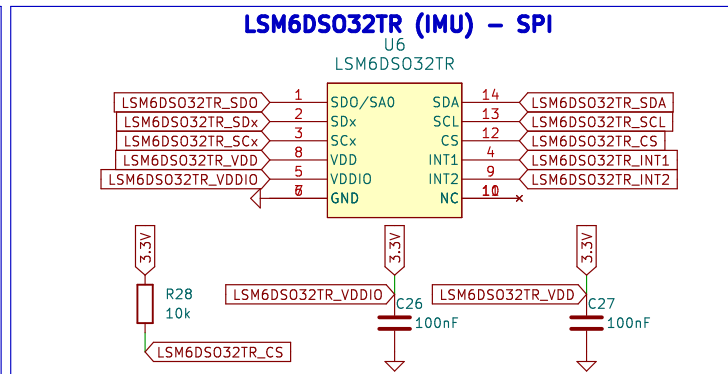 LSM6DSO32TR (IMU) - SPI
U6
LSM6DSO32TR
LSM6DSO32TR_SDO 1 SDO/SA0 SDA 14 LSM6DSO32TR_SDA
LSM6DSO32TR_SDx 2 SDx SCL 13 LSM6DSO32TR_SCL
LSM6DSO32TR_SCx 3 SCx CS 12 LSM6DSO32TR_CS
LSM6DSO32TR_VDD 8 VDD INT1 4 LSM6DSO32TR_INT1
LSM6DSO32TR_VDDIO 5 VDDIO INT2 9 LSM6DSO32TR_INT2
GND NC
3.3V 3.3V 3.3V
R28 LSM6DSO32TR_VDDIO LSM6DSO32TR_VDD
C26 C27
10k 100nF 100nF
LSM6DSO32TR_CS